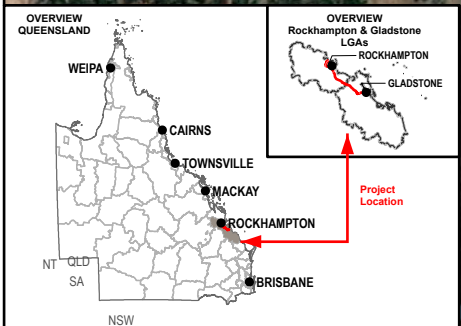 OVERVIEW
QUEENSLAND
WEIPA
CAIRNS
TOWNSVILLE
MACKAY
ROCKHAMPTON
BRISBANE
NT
QLD
SA
NSW
OVERVIEW
Rockhampton & Gladstone
LGAs
ROCKHAMPTON
GLADSTONE
Project
Location